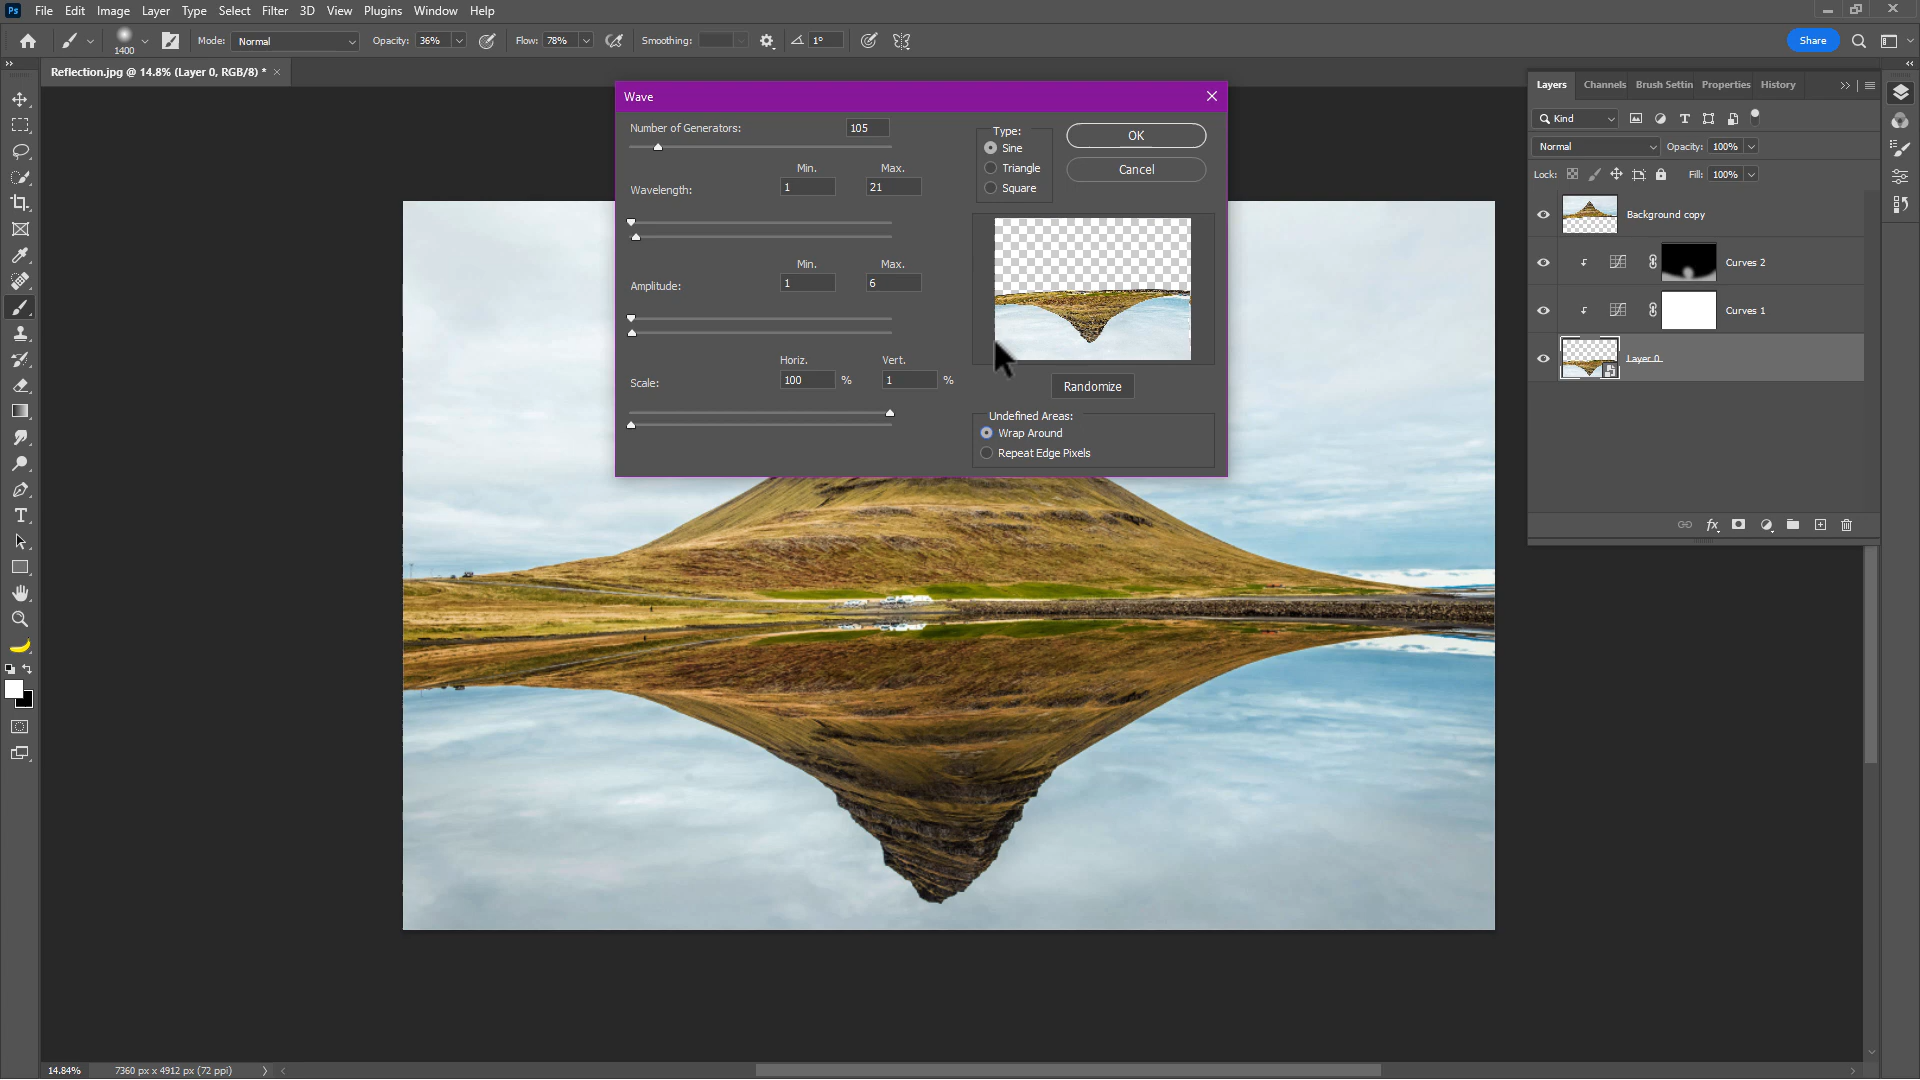 Ps File Edit Image Layer Type Select Filter 3D View Plugins Window Help
1400 Mode: Normal Opacity: 36% Flow: 78% Smoothing: 1° Share
Reflection.jpg @ 14.8% (Layer 0, RGB/8) *
Wave
Number of Generators: 105
Min. Max.
Wavelength: 1 21
Min. Max.
Amplitude: 1 6
Horiz. Vert.
Scale: 100 % 1 %
Type:
Sine
Triangle
Square
OK
Cancel
Randomize
Undefined Areas:
Wrap Around
Repeat Edge Pixels
Layers Channels Brush Settin Properties History
Kind
Normal Opacity: 100%
Lock: Fill: 100%
Background copy
Curves 2
Curves 1
Layer 0
fx
14.84% 7360 px x 4912 px (72 ppi)